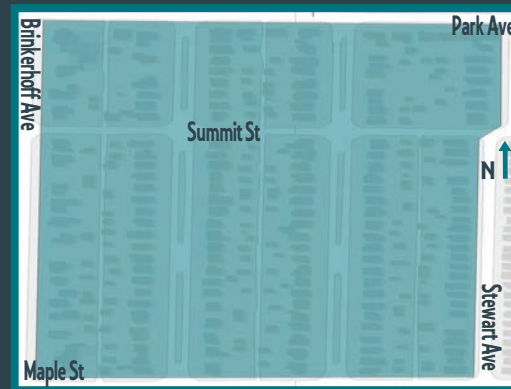 Park Ave
Brinkerhoff Ave
Summit St
N
Stewart Ave
Maple St